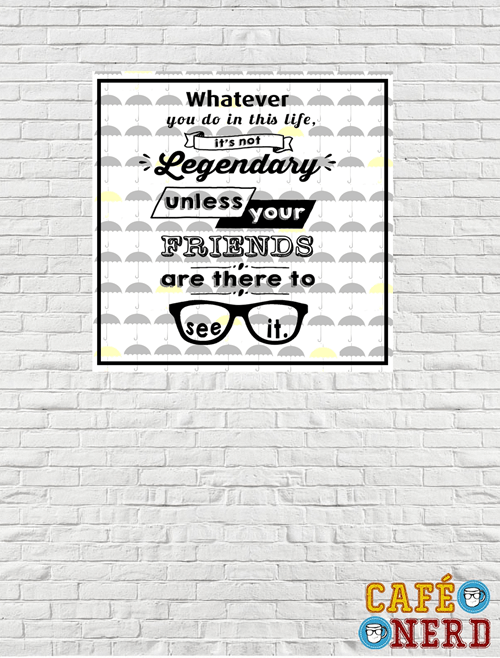 Whatever
you do in this life,
it's not
Legendary
unless
your
FRIENDS
are there to
see it.
CAFÉ
NERD